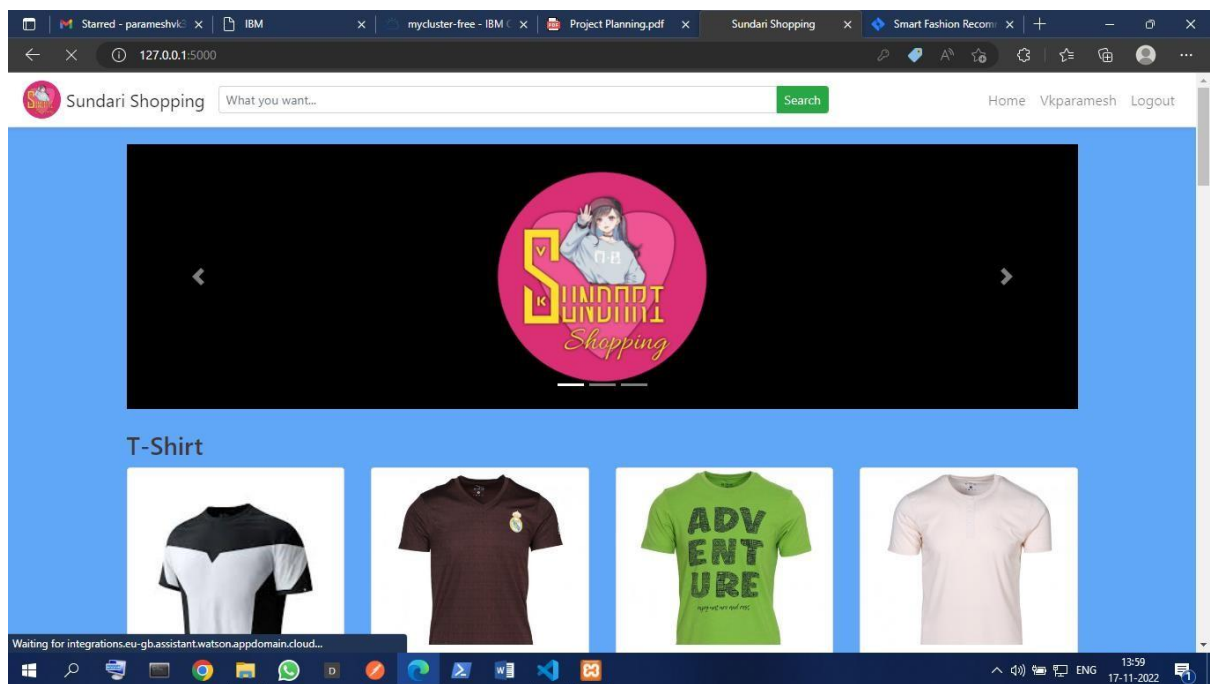 Starred - parameshvk3
IBM
mycluster-free - IBM C
Project Planning.pdf
Sundari Shopping
Smart Fashion Recom
127.0.0.1:5000
Sundari Shopping
What you want...
Search
Home Vkparamesh Logout
V
SUNDARI
K
Shopping
T-Shirt
ADV
ENT
URE
Waiting for integrations.eu-gb.assistant.watson.appdomain.cloud...
ENG
13:59
17-11-2022